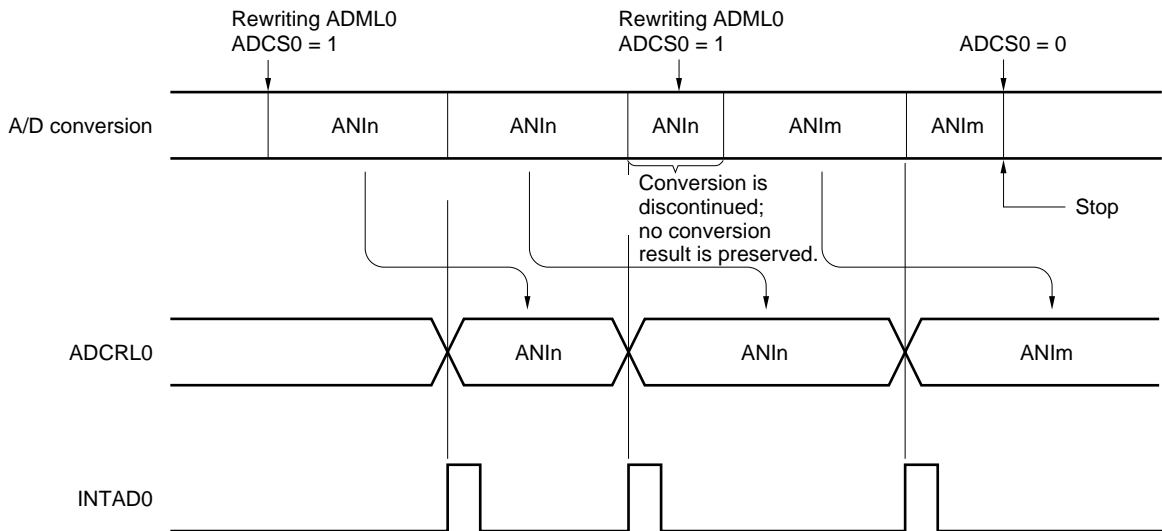 Rewriting ADML0
ADCS0 = 1
Rewriting ADML0
ADCS0 = 1
ADCS0 = 0
A/D conversion
ANIn
ANIn
ANIn
ANIm
ANIm
Conversion is
discontinued;
no conversion
result is preserved.
Stop
ADCRL0
ANIn
ANIn
ANIm
INTAD0